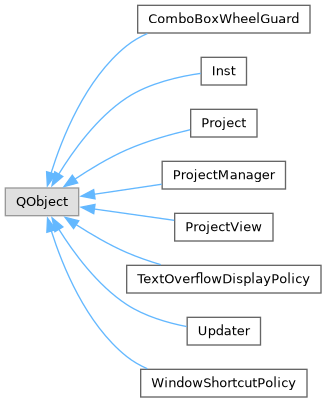 ComboBoxWheelGuard
Inst
Project
ProjectManager
QObject
ProjectView
TextOverflowDisplayPolicy
Updater
WindowShortcutPolicy